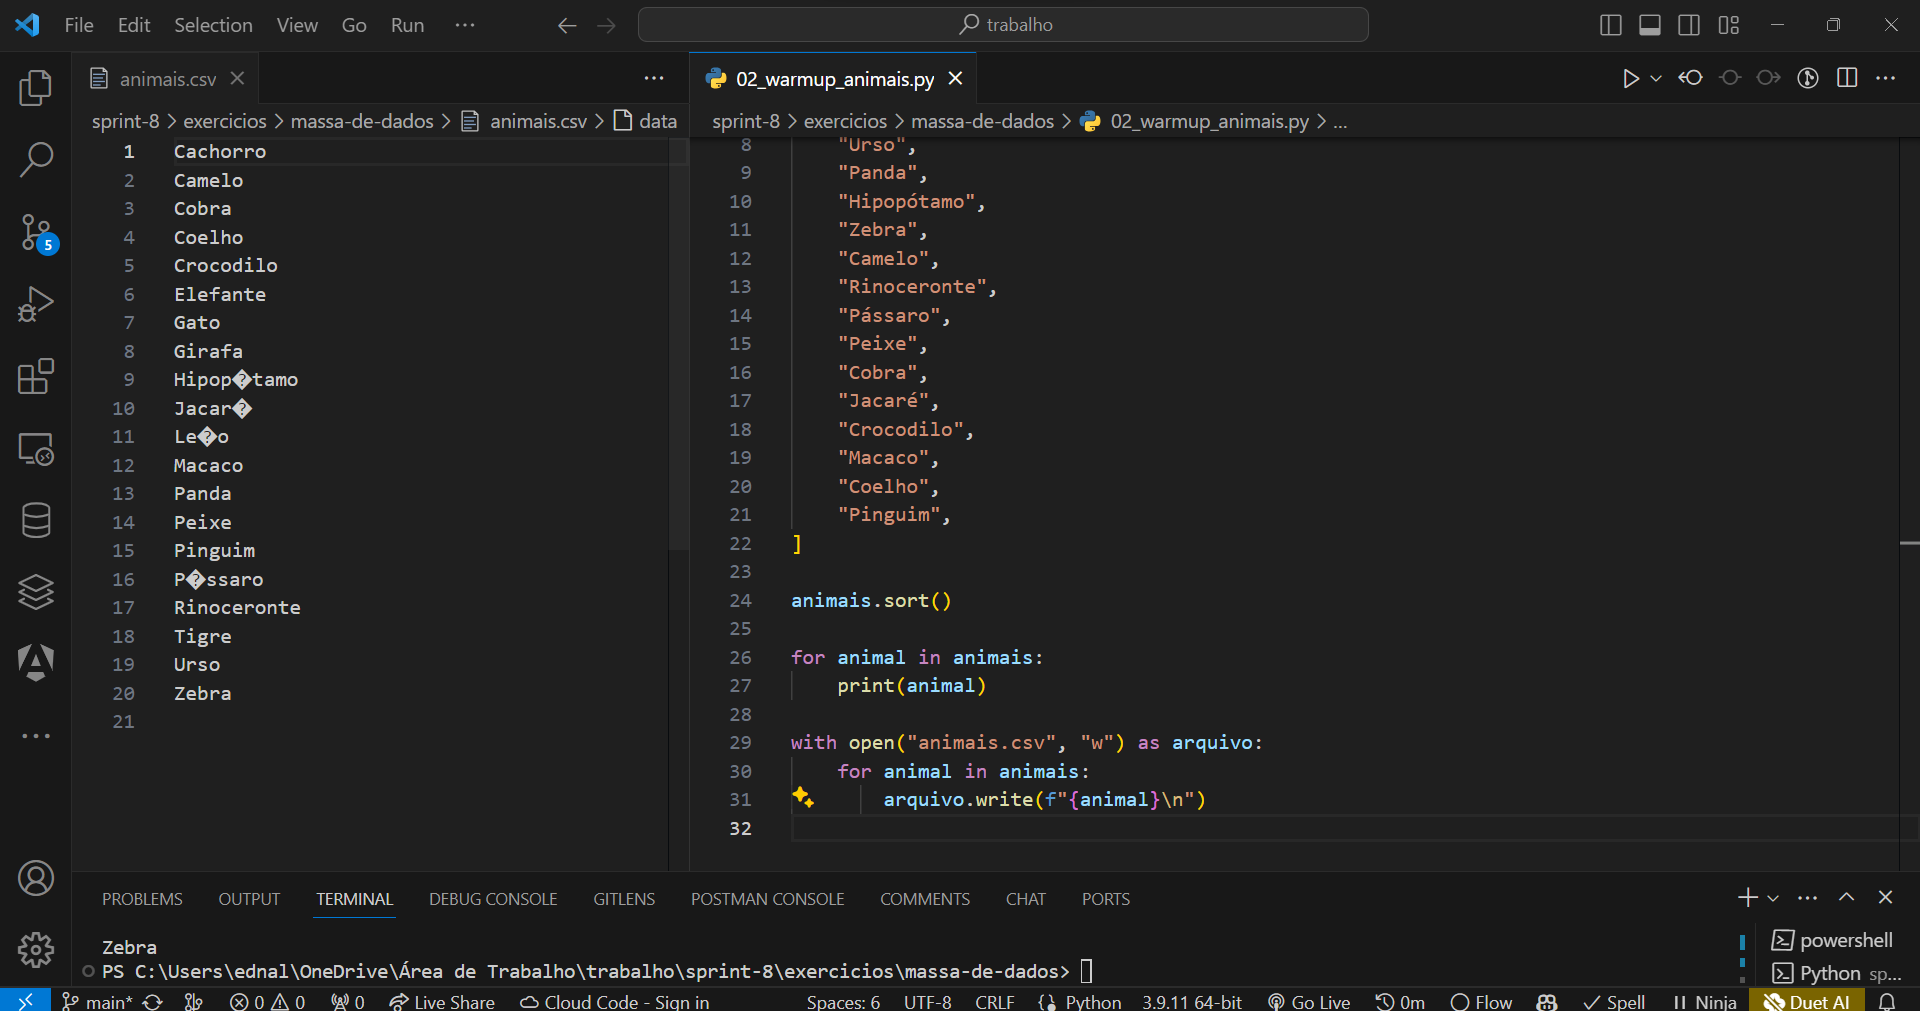 File Edit Selection View Go Run ··· trabalho
animais.csv ··· 02_warmup_animais.py
sprint-8 > exercicios > massa-de-dados > animais.csv > data
sprint-8 > exercicios > massa-de-dados > 02_warmup_animais.py > ...
1 Cachorro
2 Camelo
3 Cobra
4 Coelho
5 Crocodilo
6 Elefante
7 Gato
8 Girafa
9 Hipop�tamo
10 Jacar�
11 Le�o
12 Macaco
13 Panda
14 Peixe
15 Pinguim
16 P�ssaro
17 Rinoceronte
18 Tigre
19 Urso
20 Zebra
21
8 "Urso",
9 "Panda",
10 "Hipopótamo",
11 "Zebra",
12 "Camelo",
13 "Rinoceronte",
14 "Pássaro",
15 "Peixe",
16 "Cobra",
17 "Jacaré",
18 "Crocodilo",
19 "Macaco",
20 "Coelho",
21 "Pinguim",
22 ]
23
24 animais.sort()
25
26 for animal in animais:
27 print(animal)
28
29 with open("animais.csv", "w") as arquivo:
30 for animal in animais:
31 arquivo.write(f"{animal}\n")
32
5
PROBLEMS OUTPUT TERMINAL DEBUG CONSOLE GITLENS POSTMAN CONSOLE COMMENTS CHAT PORTS
Zebra
PS C:\Users\ednal\OneDrive\Área de Trabalho\trabalho\sprint-8\exercicios\massa-de-dados>
powershell
Python sp...
main* 0 0 0 Live Share Cloud Code - Sign in Spaces: 6 UTF-8 CRLF Python 3.9.11 64-bit Go Live 0m Flow Spell Ninja Duet AI